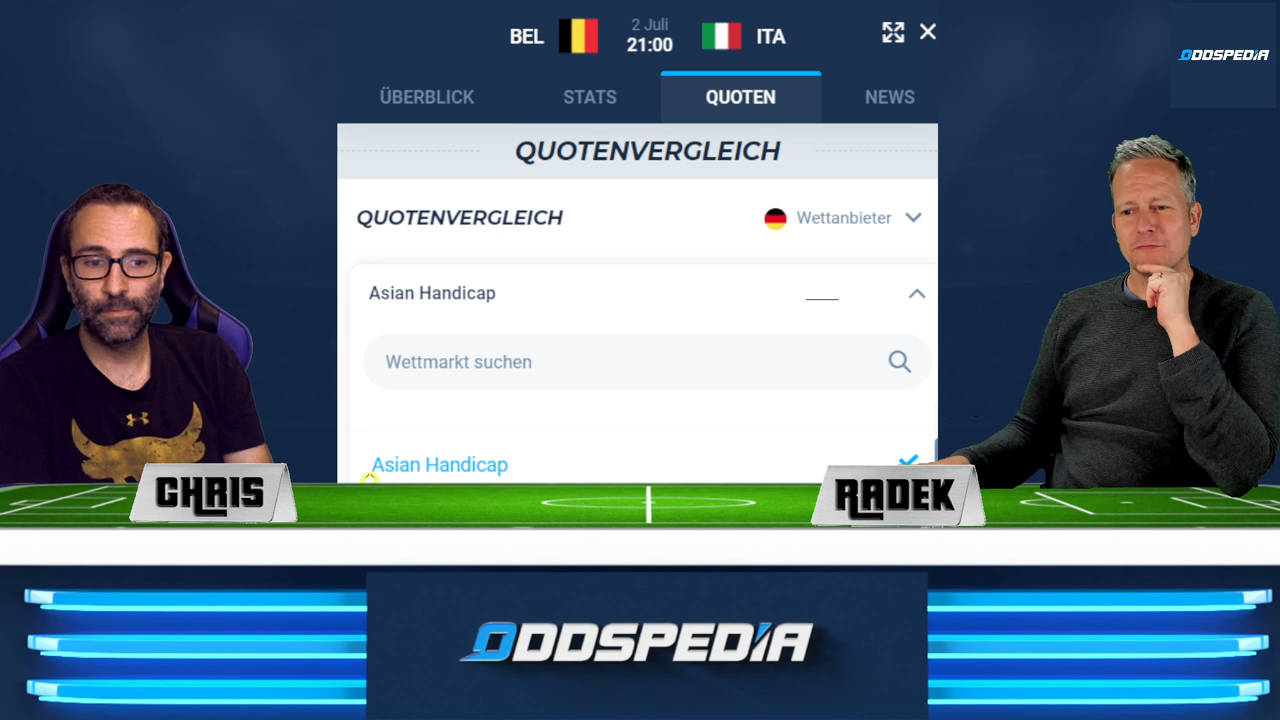 BEL 2 Juli 21:00 ITA
ODDSPEDIA
ÜBERBLICK STATS QUOTEN NEWS
QUOTENVERGLEICH
QUOTENVERGLEICH Wettanbieter
Asian Handicap
Wettmarkt suchen
Asian Handicap
CHRIS
RADEK
ODDSPEDIA